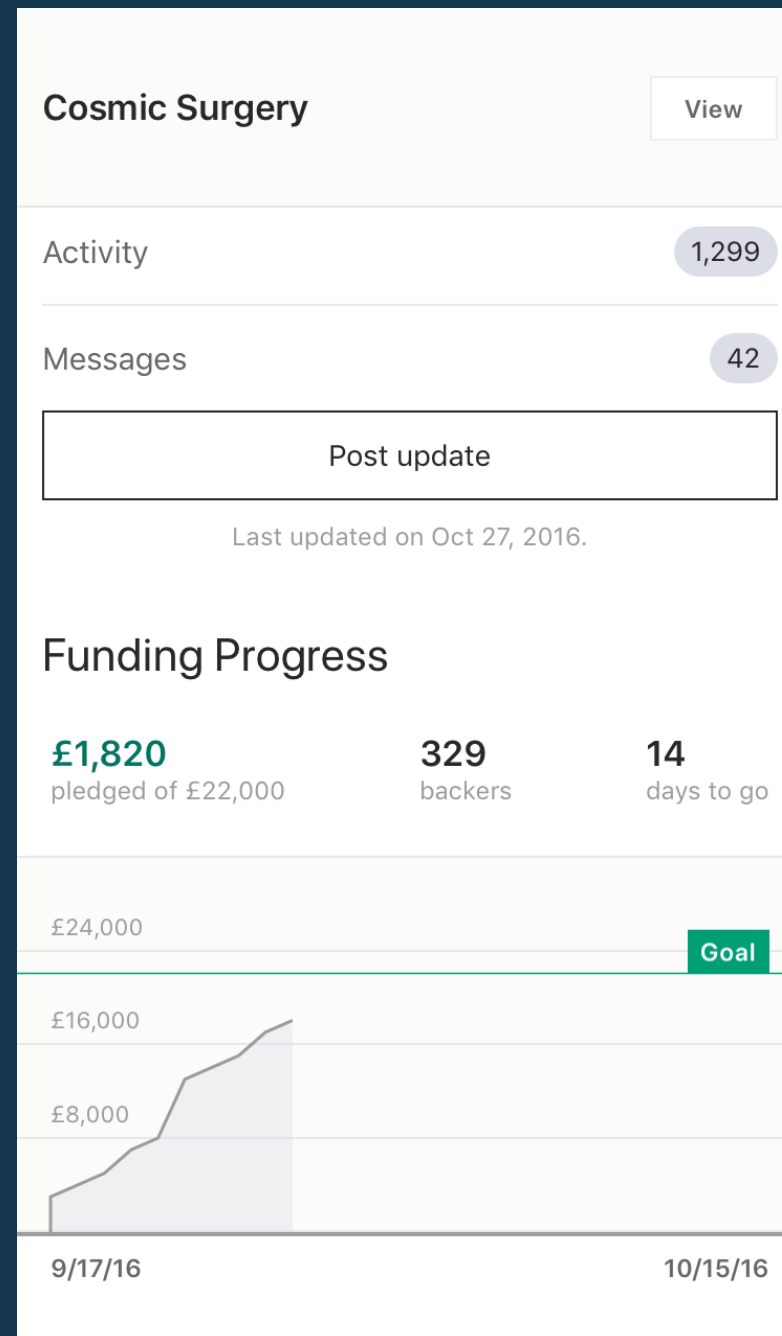 Cosmic Surgery
View
Activity
1,299
Messages
42
Post update
Last updated on Oct 27, 2016.
Funding Progress
£1,820
pledged of £22,000
329
backers
14
days to go
£24,000
Goal
£16,000
£8,000
9/17/16
10/15/16